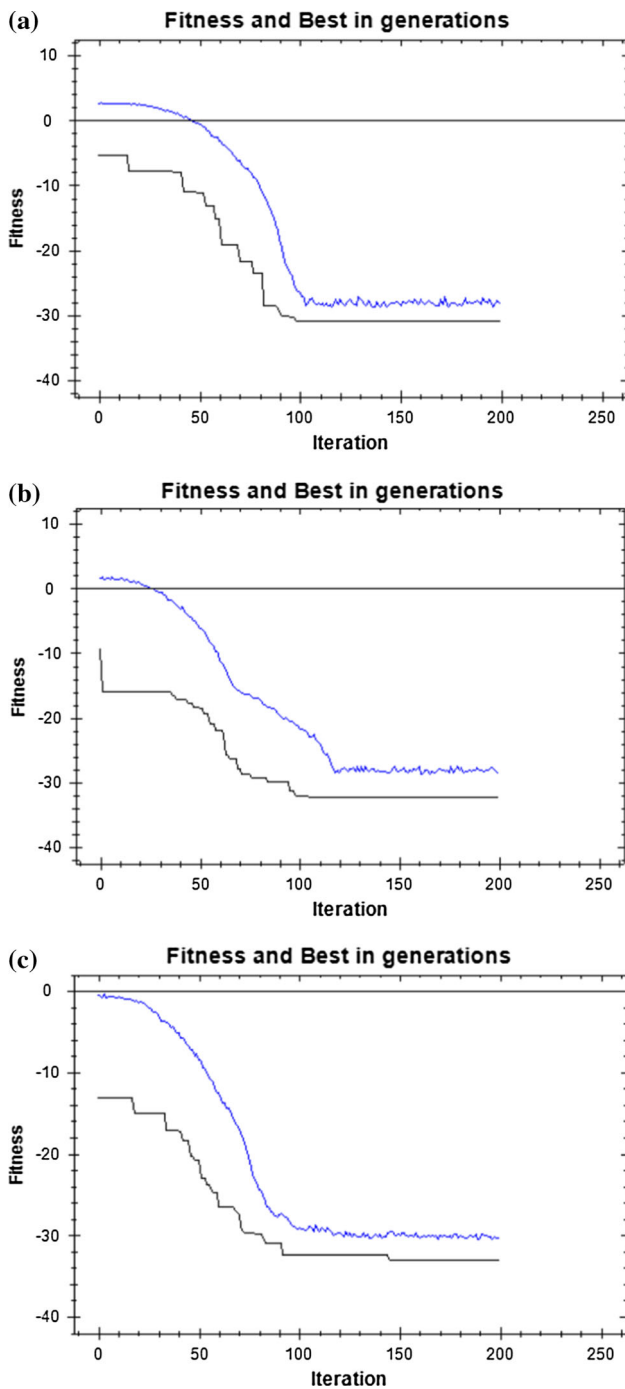 (a) Fitness and Best in generations
10
0
-10
-20
-30
-40
Fitness
0 50 100 150 200 250
Iteration
(b) Fitness and Best in generations
10
0
-10
-20
-30
-40
Fitness
0 50 100 150 200 250
Iteration
(c) Fitness and Best in generations
0
-10
-20
-30
-40
Fitness
0 50 100 150 200 250
Iteration